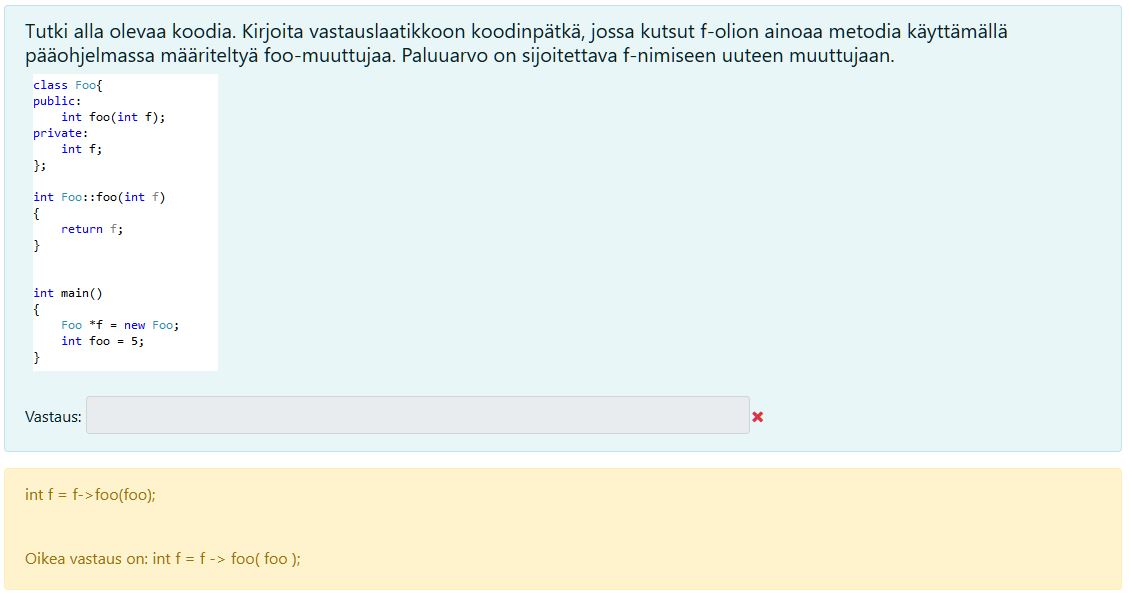 Tutki alla olevaa koodia. Kirjoita vastauslaatikkoon koodinpätkä, jossa kutsut f-olion ainoaa metodia käyttämällä
pääohjelmassa määriteltyä foo-muuttujaa. Paluuarvo on sijoitettava f-nimiseen uuteen muuttujaan.
class Foo{
public:
    int foo(int f);
private:
    int f;
};
int Foo::foo(int f)
{
    return f;
}
int main()
{
    Foo *f = new Foo;
    int foo = 5;
}
Vastaus:
int f = f->foo(foo);
Oikea vastaus on: int f = f -> foo( foo );